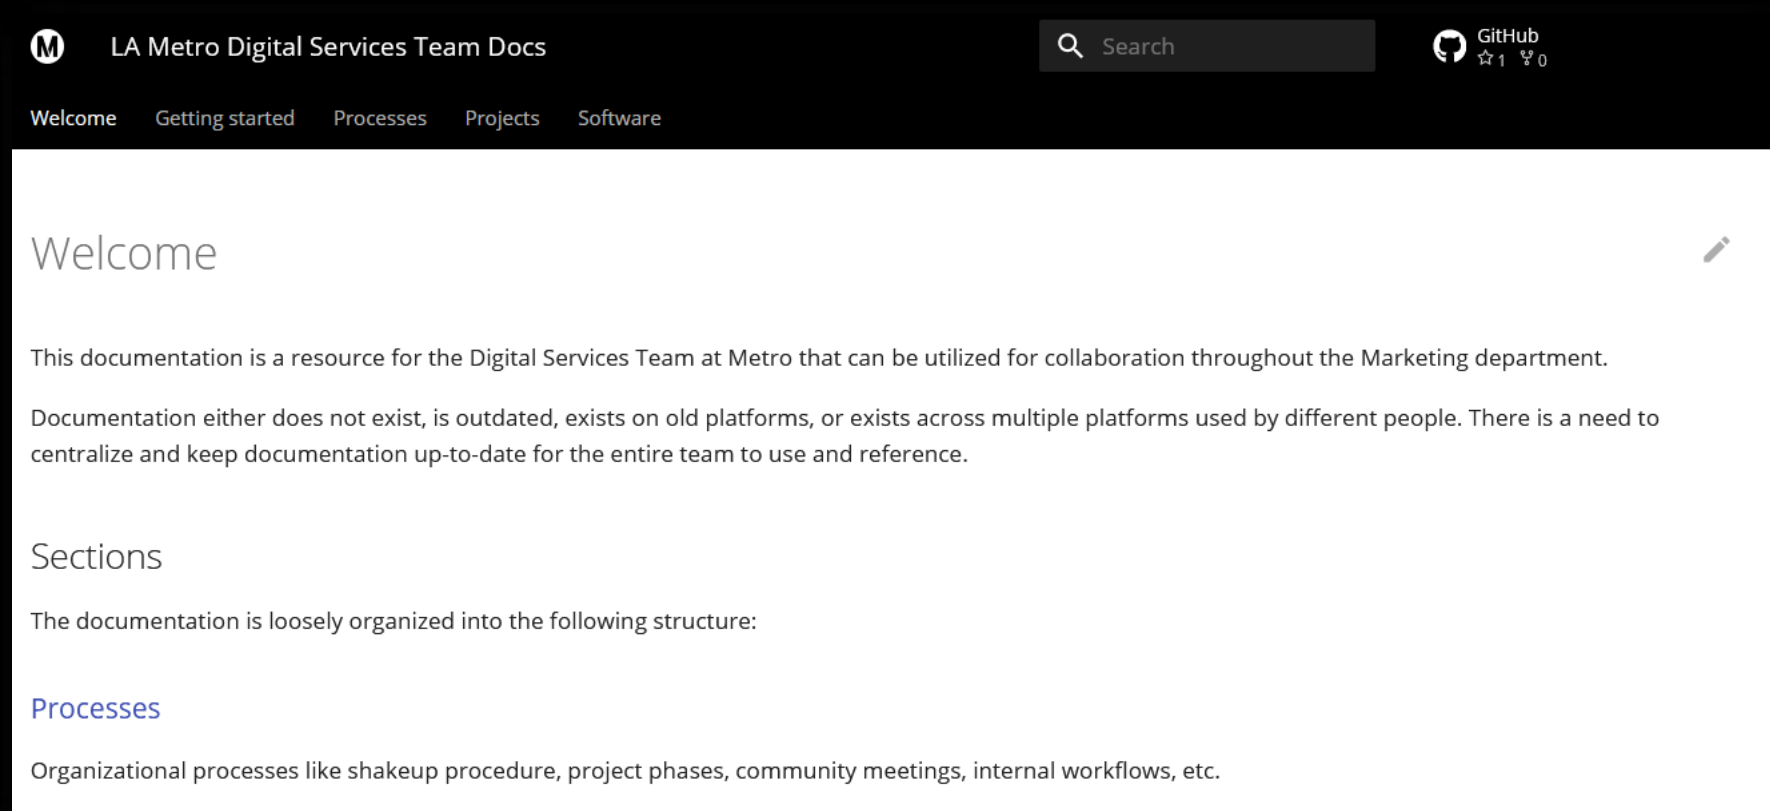 M LA Metro Digital Services Team Docs Search GitHub
1 0
Welcome Getting started Processes Projects Software
Welcome
This documentation is a resource for the Digital Services Team at Metro that can be utilized for collaboration throughout the Marketing department.
Documentation either does not exist, is outdated, exists on old platforms, or exists across multiple platforms used by different people. There is a need to
centralize and keep documentation up-to-date for the entire team to use and reference.
Sections
The documentation is loosely organized into the following structure:
Processes
Organizational processes like shakeup procedure, project phases, community meetings, internal workflows, etc.